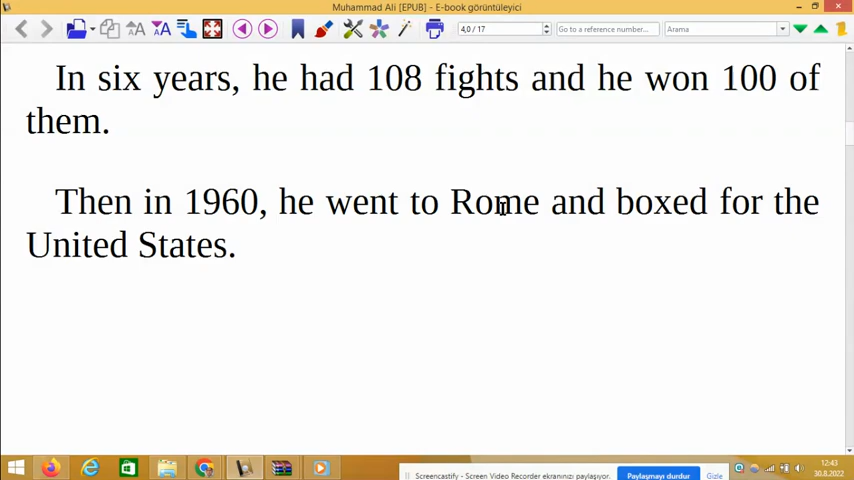 Muhammad Ali [EPUB] - E-book görüntüleyici
4,0 / 17
Go to a reference number...
Arama
In six years, he had 108 fights and he won 100 of
them.
Then in 1960, he went to Rome and boxed for the
United States.
Screencastify - Screen Video Recorder ekranınızı paylaşıyor.
Paylaşmayı durdur
Gizle
12:43
30.8.2022